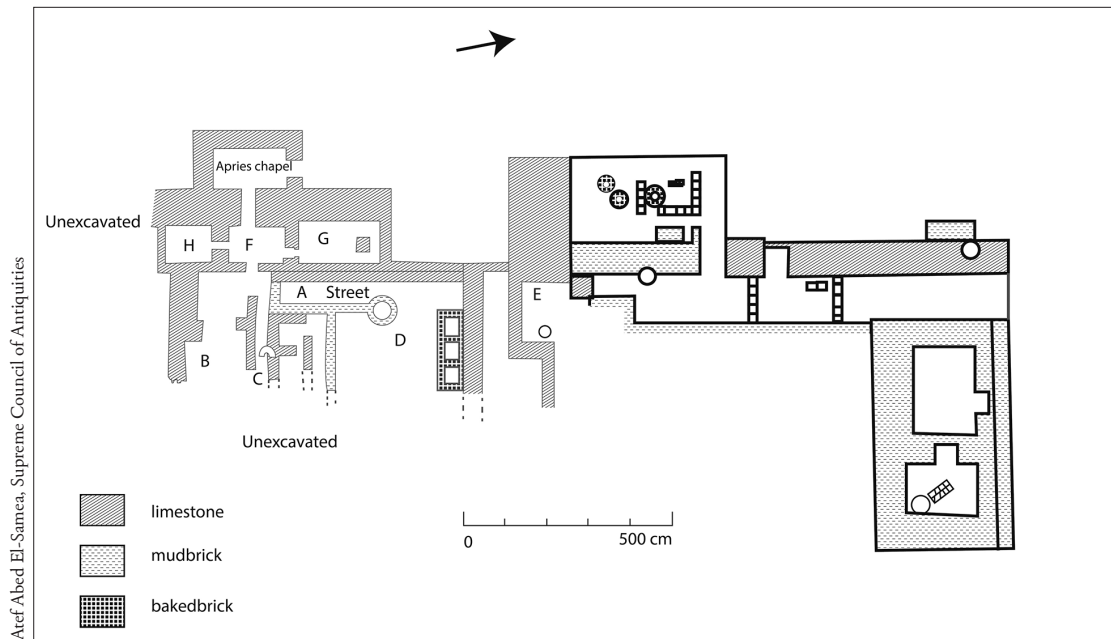 Apries chapel
Unexcavated
H
F
G
A Street
E
B
D
C
Unexcavated
limestone
mudbrick
bakedbrick
0 500 cm
Atef Abed El-Samea, Supreme Council of Antiquities